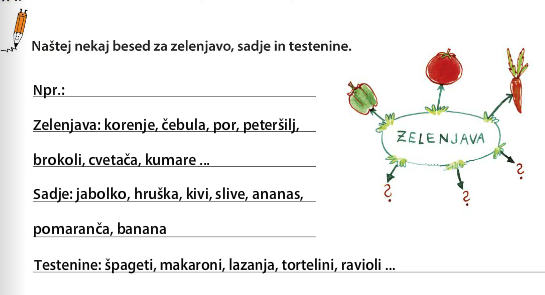 Naštej nekaj besed za zelenjavo, sadje in testenine.
Npr.:
Zelenjava: korenje, čebula, por, peteršilj,
brokoli, cvetača, kumare ...
Sadje: jabolko, hruška, kivi, slive, ananas,
pomaranča, banana
Testenine: špageti, makaroni, lazanja, tortelini, ravioli ...
ZELENJAVA
?
?
?